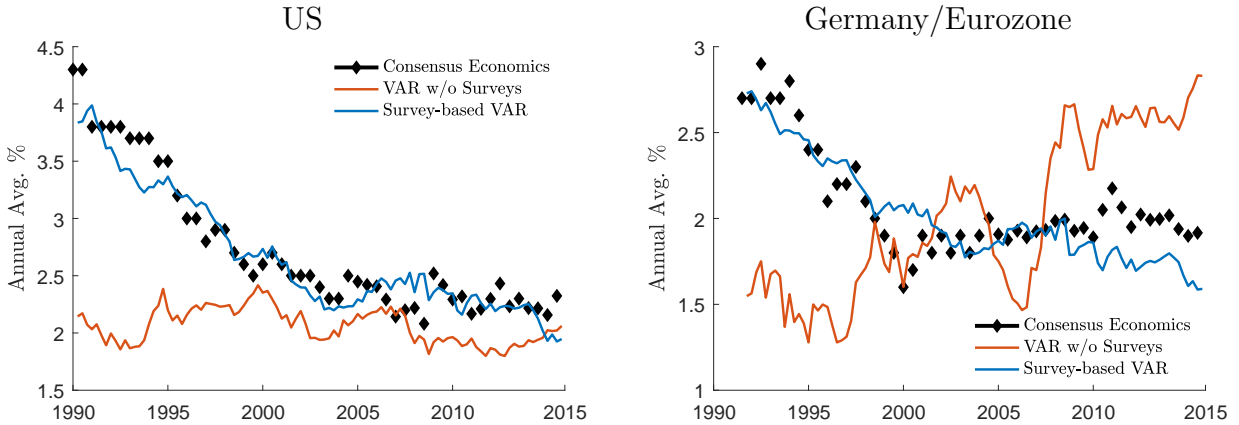 US
Annual Avg. %
4.5
4
3.5
3
2.5
2
1.5
1990
1995
2000
2005
2010
2015
Consensus Economics
VAR w/o Surveys
Survey-based VAR
Germany/Eurozone
Annual Avg. %
3
2.5
2
1.5
1
1990
1995
2000
2005
2010
2015
Consensus Economics
VAR w/o Surveys
Survey-based VAR